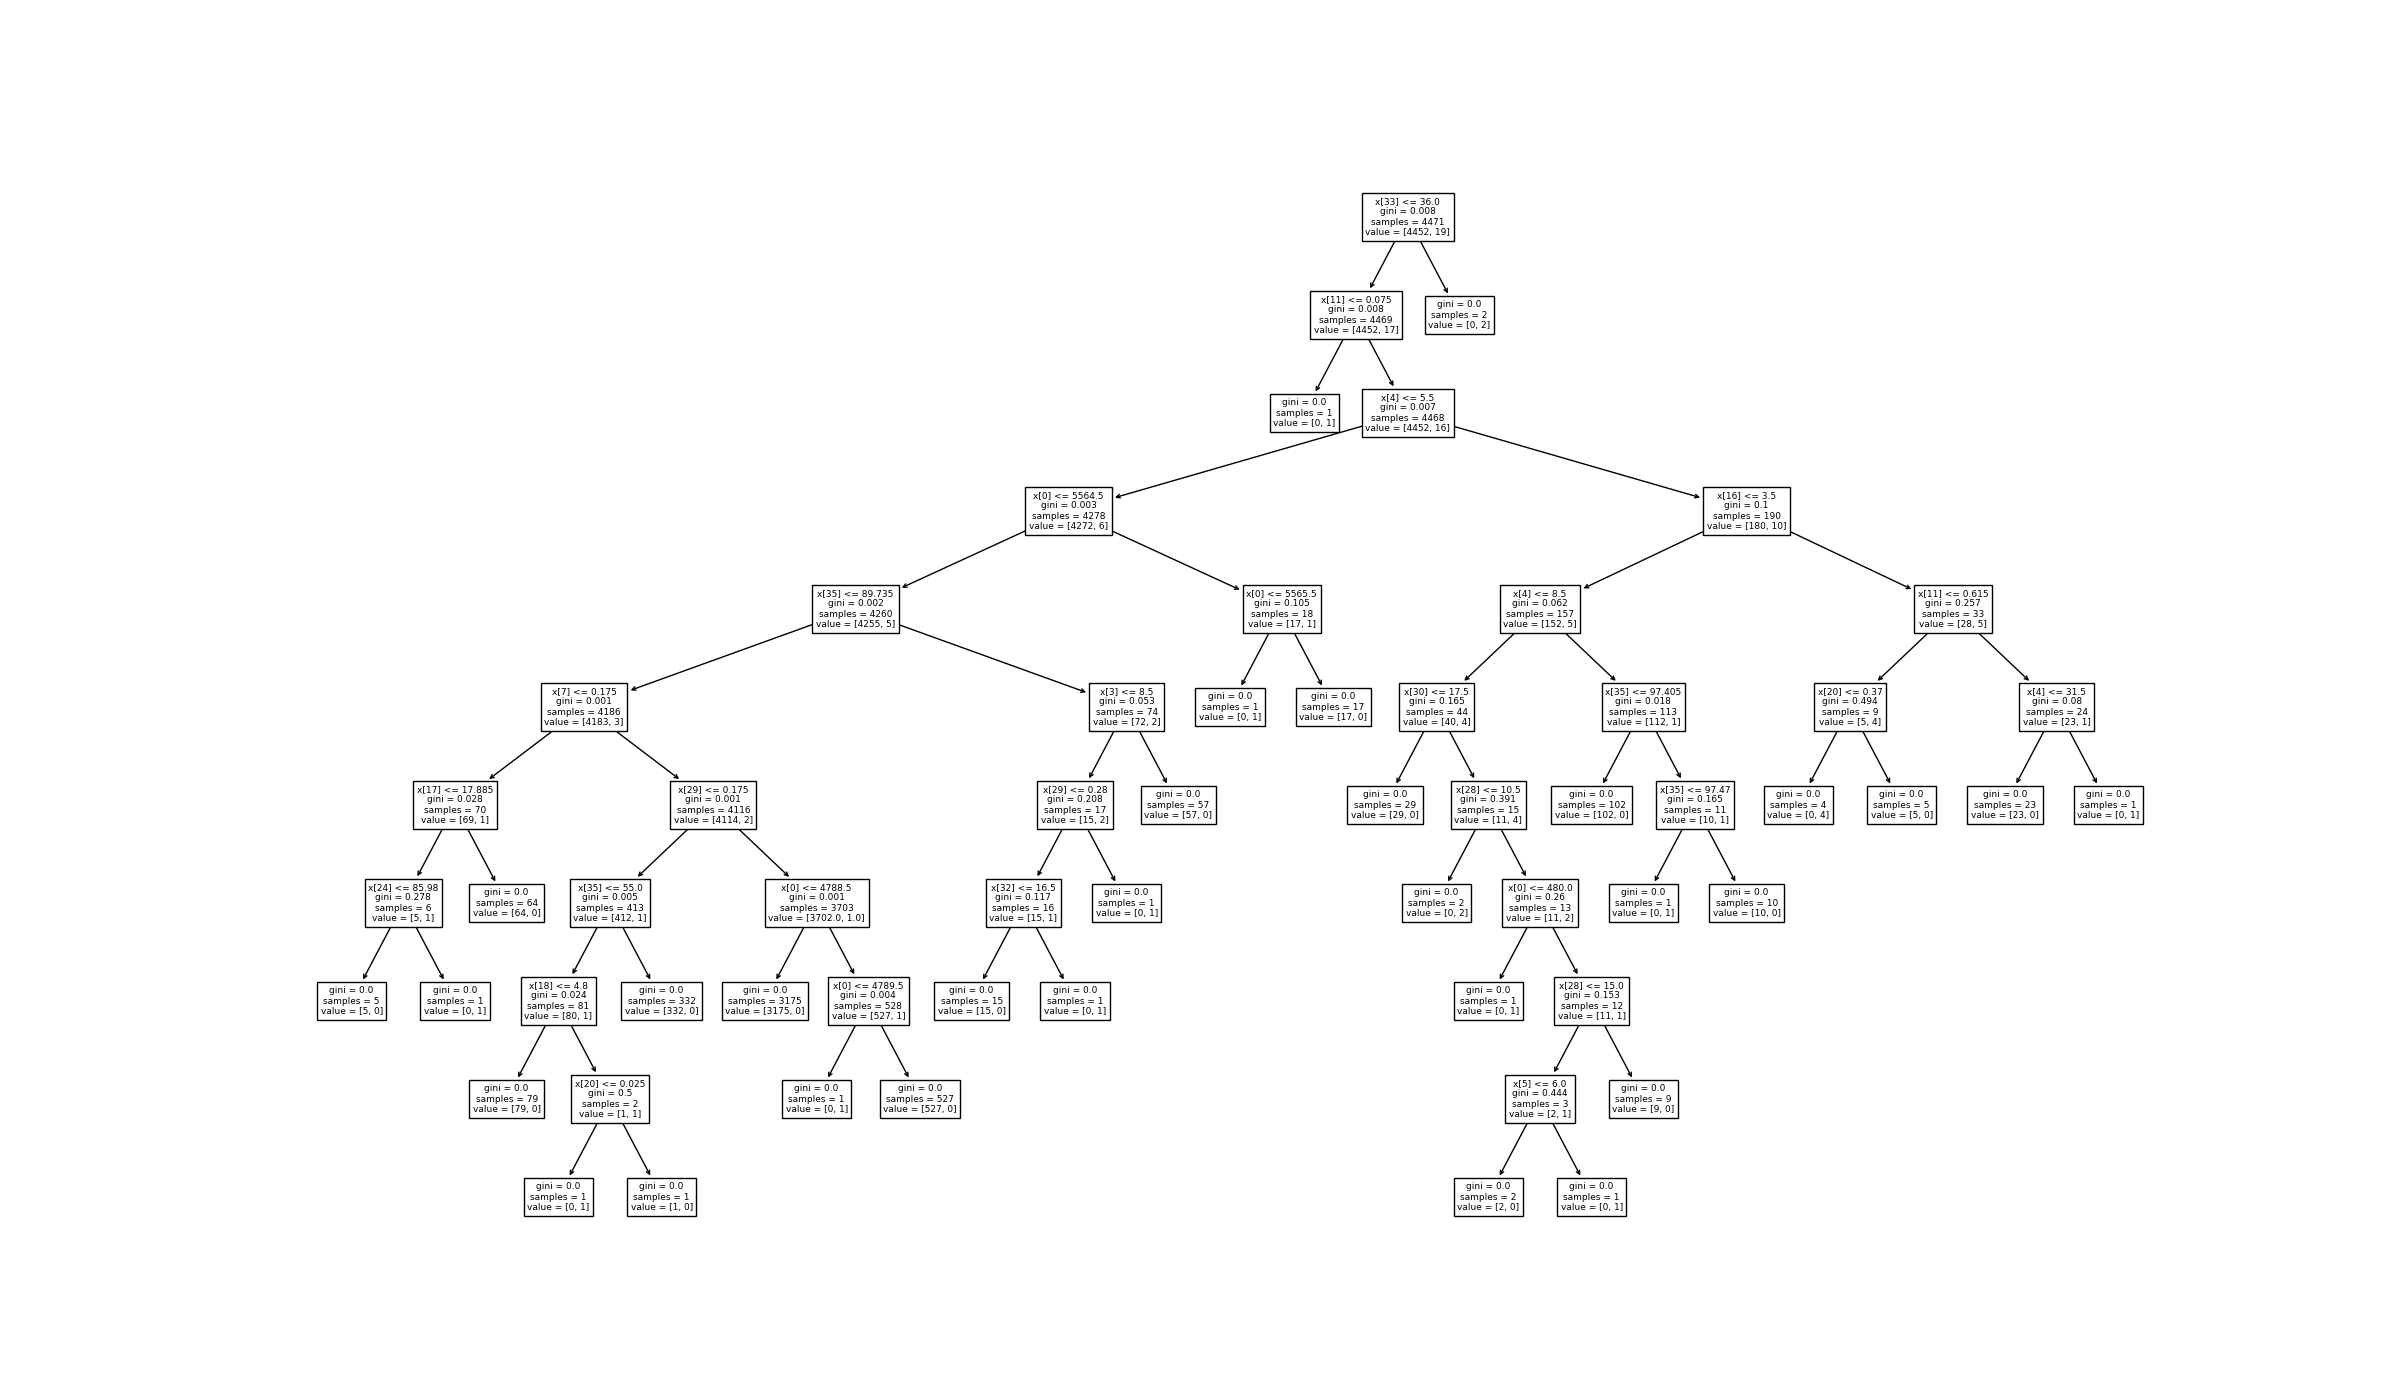 x[33] <= 36.0
gini = 0.008
samples = 4471
value = [4452, 19]
x[11] <= 0.075
gini = 0.008
samples = 4469
value = [4452, 17]
gini = 0.0
samples = 2
value = [0, 2]
gini = 0.0
samples = 1
value = [0, 1]
x[4] <= 5.5
gini = 0.007
samples = 4468
value = [4452, 16]
x[0] <= 5564.5
gini = 0.003
samples = 4278
value = [4272, 6]
x[16] <= 3.5
gini = 0.1
samples = 190
value = [180, 10]
x[35] <= 89.735
gini = 0.002
samples = 4260
value = [4255, 5]
x[0] <= 5565.5
gini = 0.105
samples = 18
value = [17, 1]
x[4] <= 8.5
gini = 0.062
samples = 157
value = [152, 5]
x[11] <= 0.615
gini = 0.257
samples = 33
value = [28, 5]
x[7] <= 0.175
gini = 0.001
samples = 4186
value = [4183, 3]
x[3] <= 8.5
gini = 0.053
samples = 74
value = [72, 2]
gini = 0.0
samples = 1
value = [0, 1]
gini = 0.0
samples = 17
value = [17, 0]
x[30] <= 17.5
gini = 0.165
samples = 44
value = [40, 4]
x[35] <= 97.405
gini = 0.018
samples = 113
value = [112, 1]
x[20] <= 0.37
gini = 0.494
samples = 9
value = [5, 4]
x[4] <= 31.5
gini = 0.08
samples = 24
value = [23, 1]
x[17] <= 17.885
gini = 0.028
samples = 70
value = [69, 1]
x[29] <= 0.175
gini = 0.001
samples = 4116
value = [4114, 2]
x[29] <= 0.28
gini = 0.208
samples = 17
value = [15, 2]
gini = 0.0
samples = 57
value = [57, 0]
gini = 0.0
samples = 29
value = [29, 0]
x[28] <= 10.5
gini = 0.391
samples = 15
value = [11, 4]
gini = 0.0
samples = 102
value = [102, 0]
x[35] <= 97.47
gini = 0.165
samples = 11
value = [10, 1]
gini = 0.0
samples = 4
value = [0, 4]
gini = 0.0
samples = 5
value = [5, 0]
gini = 0.0
samples = 23
value = [23, 0]
gini = 0.0
samples = 1
value = [0, 1]
x[24] <= 85.98
gini = 0.278
samples = 6
value = [5, 1]
gini = 0.0
samples = 64
value = [64, 0]
x[35] <= 55.0
gini = 0.005
samples = 413
value = [412, 1]
x[0] <= 4788.5
gini = 0.001
samples = 3703
value = [3702.0, 1.0]
x[32] <= 16.5
gini = 0.117
samples = 16
value = [15, 1]
gini = 0.0
samples = 1
value = [0, 1]
gini = 0.0
samples = 2
value = [0, 2]
x[0] <= 480.0
gini = 0.26
samples = 13
value = [11, 2]
gini = 0.0
samples = 1
value = [0, 1]
gini = 0.0
samples = 10
value = [10, 0]
gini = 0.0
samples = 5
value = [5, 0]
gini = 0.0
samples = 1
value = [0, 1]
x[18] <= 4.8
gini = 0.024
samples = 81
value = [80, 1]
gini = 0.0
samples = 332
value = [332, 0]
gini = 0.0
samples = 3175
value = [3175, 0]
x[0] <= 4789.5
gini = 0.004
samples = 528
value = [527, 1]
gini = 0.0
samples = 15
value = [15, 0]
gini = 0.0
samples = 1
value = [0, 1]
gini = 0.0
samples = 1
value = [0, 1]
x[28] <= 15.0
gini = 0.153
samples = 12
value = [11, 1]
gini = 0.0
samples = 79
value = [79, 0]
x[20] <= 0.025
gini = 0.5
samples = 2
value = [1, 1]
gini = 0.0
samples = 1
value = [0, 1]
gini = 0.0
samples = 527
value = [527, 0]
x[5] <= 6.0
gini = 0.444
samples = 3
value = [2, 1]
gini = 0.0
samples = 9
value = [9, 0]
gini = 0.0
samples = 1
value = [0, 1]
gini = 0.0
samples = 1
value = [1, 0]
gini = 0.0
samples = 2
value = [2, 0]
gini = 0.0
samples = 1
value = [0, 1]